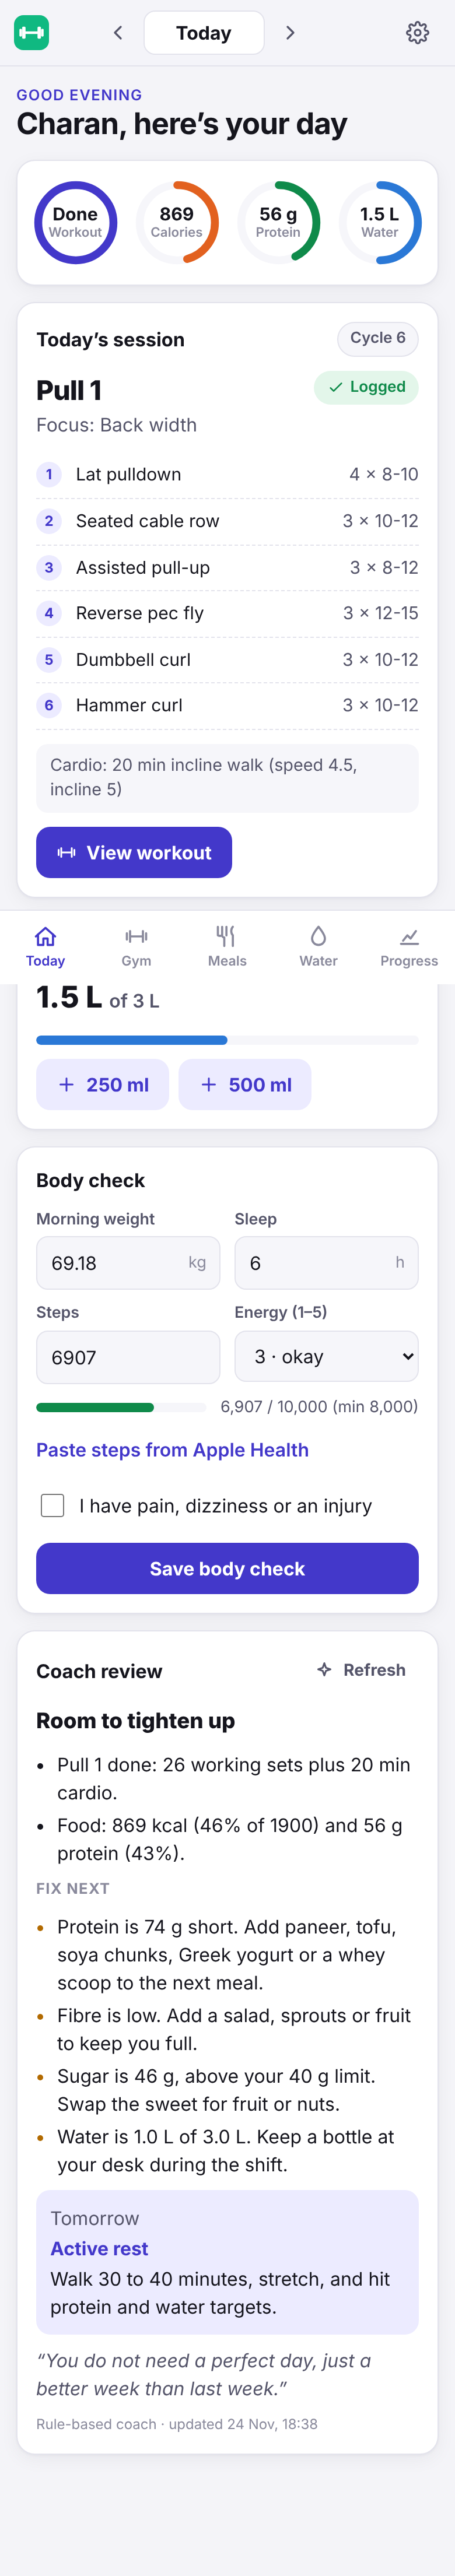 Today
GOOD EVENING
Charan, here’s your day
Done
Workout
869
Calories
56 g
Protein
1.5 L
Water
Today’s session
Cycle 6
Pull 1
Logged
Focus: Back width
1 Lat pulldown 4 × 8-10
2 Seated cable row 3 × 10-12
3 Assisted pull-up 3 × 8-12
4 Reverse pec fly 3 × 12-15
5 Dumbbell curl 3 × 10-12
6 Hammer curl 3 × 10-12
Cardio: 20 min incline walk (speed 4.5,
incline 5)
View workout
Today
Gym
Meals
Water
Progress
1.5 L of 3 L
+ 250 ml
+ 500 ml
Body check
Morning weight
Sleep
69.18 kg
6 h
Steps
Energy (1–5)
6907
3 · okay
6,907 / 10,000 (min 8,000)
Paste steps from Apple Health
I have pain, dizziness or an injury
Save body check
Coach review
Refresh
Room to tighten up
• Pull 1 done: 26 working sets plus 20 min
cardio.
• Food: 869 kcal (46% of 1900) and 56 g
protein (43%).
FIX NEXT
• Protein is 74 g short. Add paneer, tofu,
soya chunks, Greek yogurt or a whey
scoop to the next meal.
• Fibre is low. Add a salad, sprouts or fruit
to keep you full.
• Sugar is 46 g, above your 40 g limit.
Swap the sweet for fruit or nuts.
• Water is 1.0 L of 3.0 L. Keep a bottle at
your desk during the shift.
Tomorrow
Active rest
Walk 30 to 40 minutes, stretch, and hit
protein and water targets.
“You do not need a perfect day, just a
better week than last week.”
Rule-based coach · updated 24 Nov, 18:38